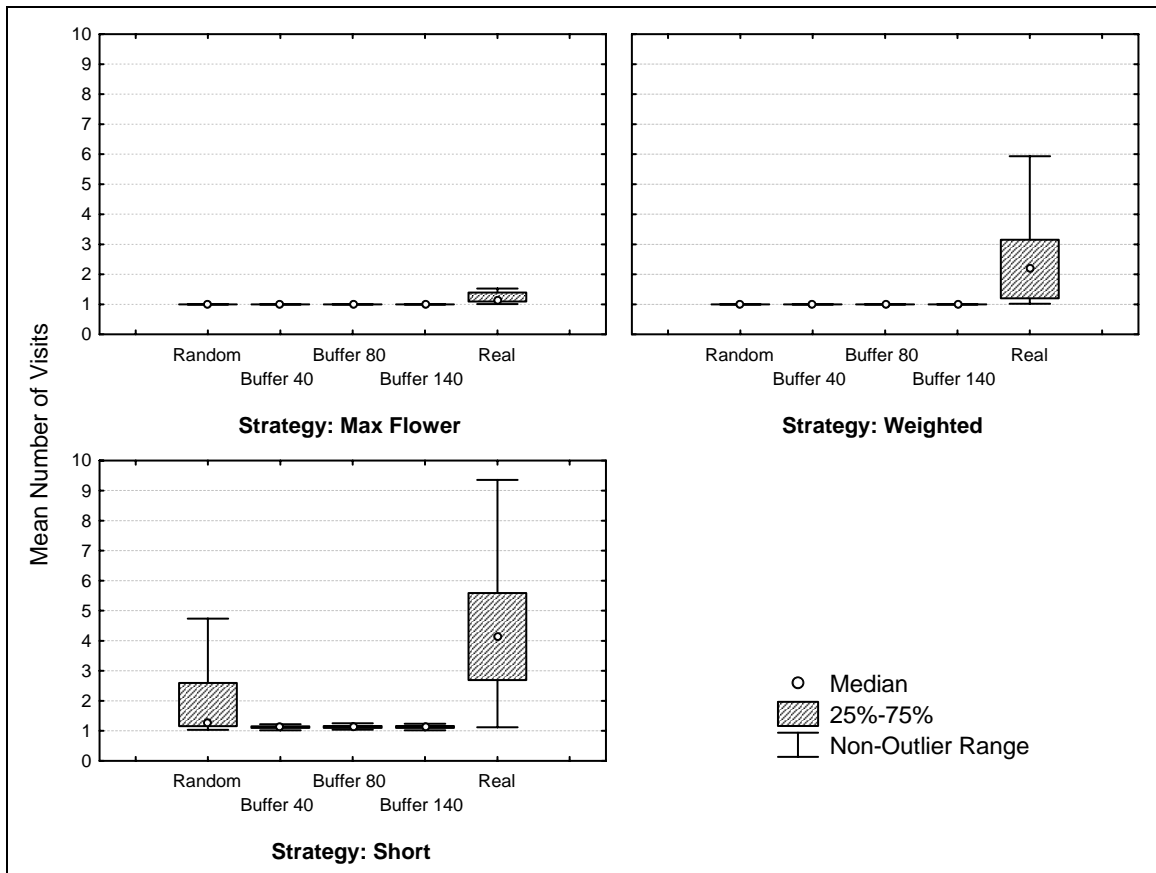 Mean Number of Visits
10
9
8
7
6
5
4
3
2
1
0
Random Buffer 80 Real
Buffer 40 Buffer 140
Strategy: Max Flower
Random Buffer 80 Real
Buffer 40 Buffer 140
Strategy: Weighted
10
9
8
7
6
5
4
3
2
1
0
Random Buffer 80 Real
Buffer 40 Buffer 140
Strategy: Short
Median
25%-75%
Non-Outlier Range